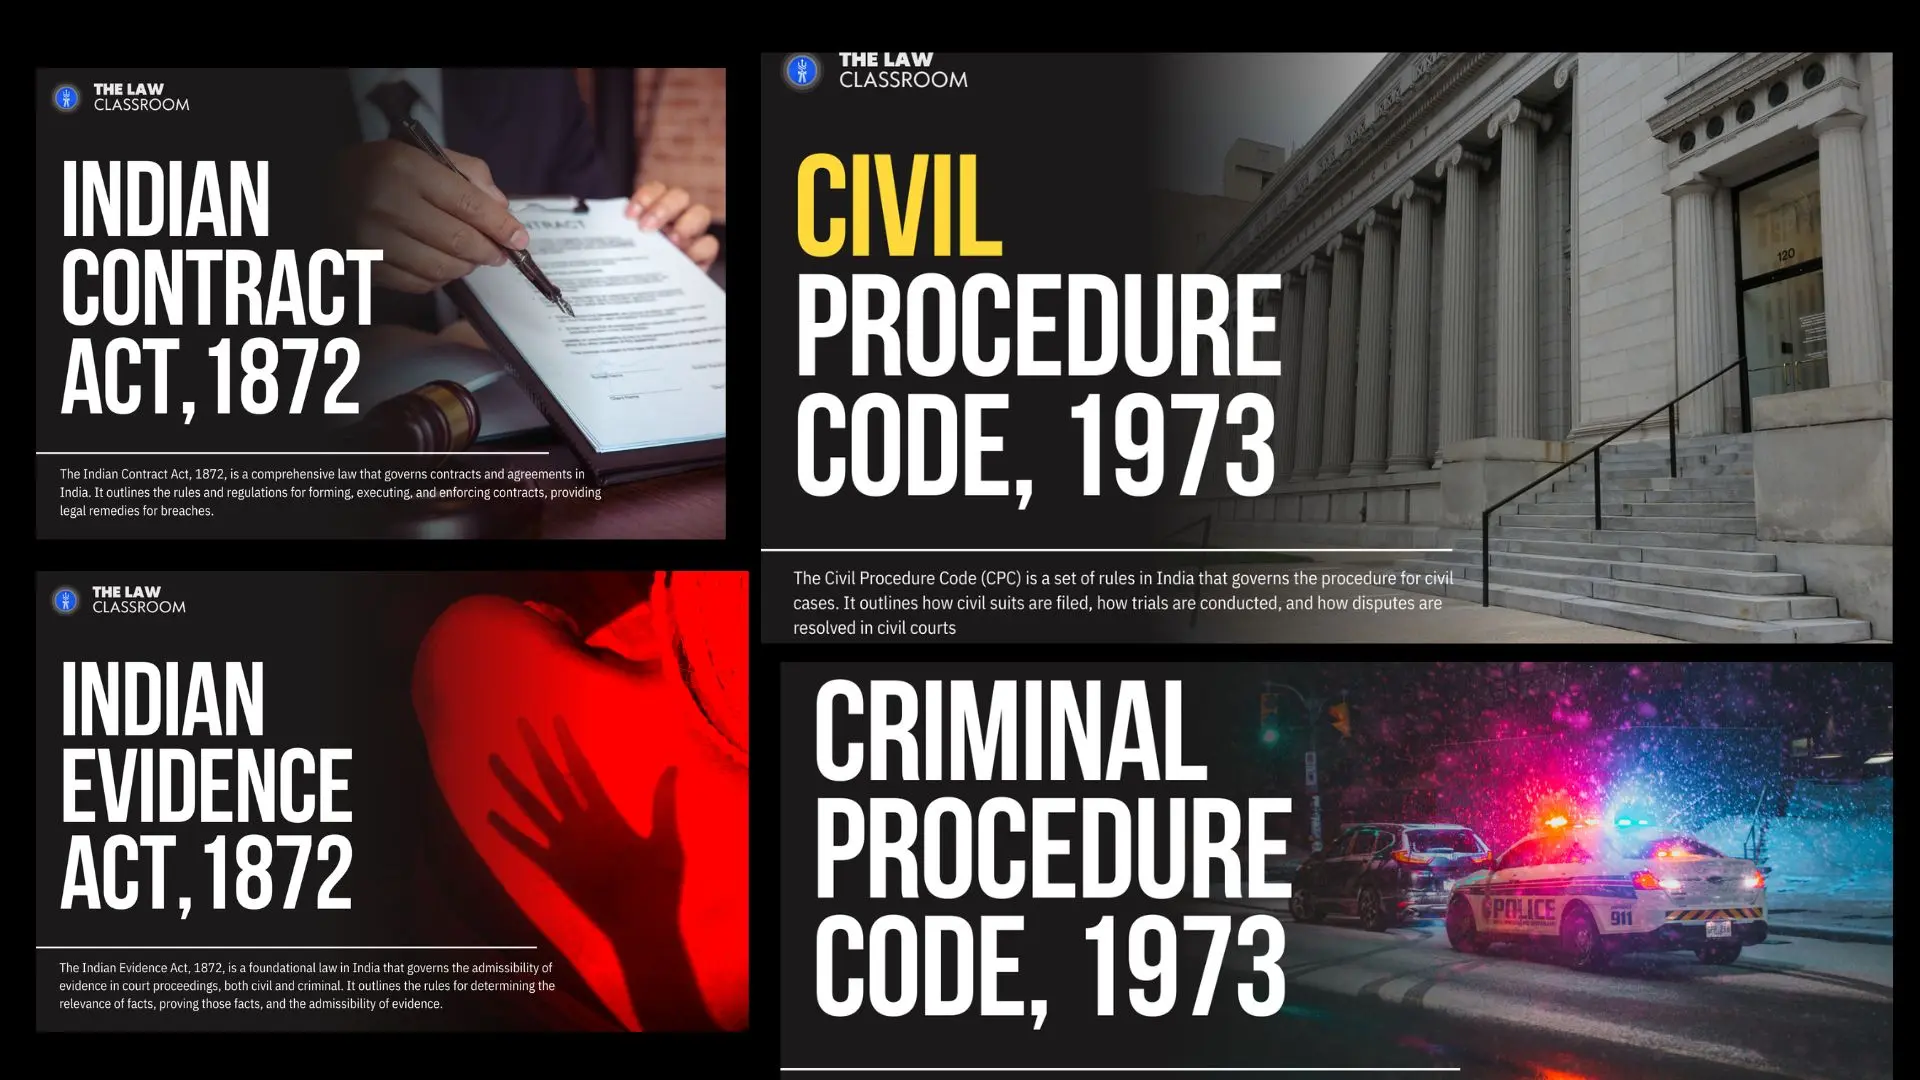 THE LAW
CLASSROOM
INDIAN
CONTRACT
ACT, 1872
The Indian Contract Act, 1872, is a comprehensive law that governs contracts and agreements in
India. It outlines the rules and regulations for forming, executing, and enforcing contracts, providing
legal remedies for breaches.
THE LAW
CLASSROOM
CIVIL
PROCEDURE
CODE, 1973
120
The Civil Procedure Code (CPC) is a set of rules in India that governs the procedure for civil
cases. It outlines how civil suits are filed, how trials are conducted, and how disputes are
resolved in civil courts
THE LAW
CLASSROOM
INDIAN
EVIDENCE
ACT, 1872
The Indian Evidence Act, 1872, is a foundational law in India that governs the admissibility of
evidence in court proceedings, both civil and criminal. It outlines the rules for determining the
relevance of facts, proving those facts, and the admissibility of evidence.
CRIMINAL
PROCEDURE
CODE, 1973
POLICE
911